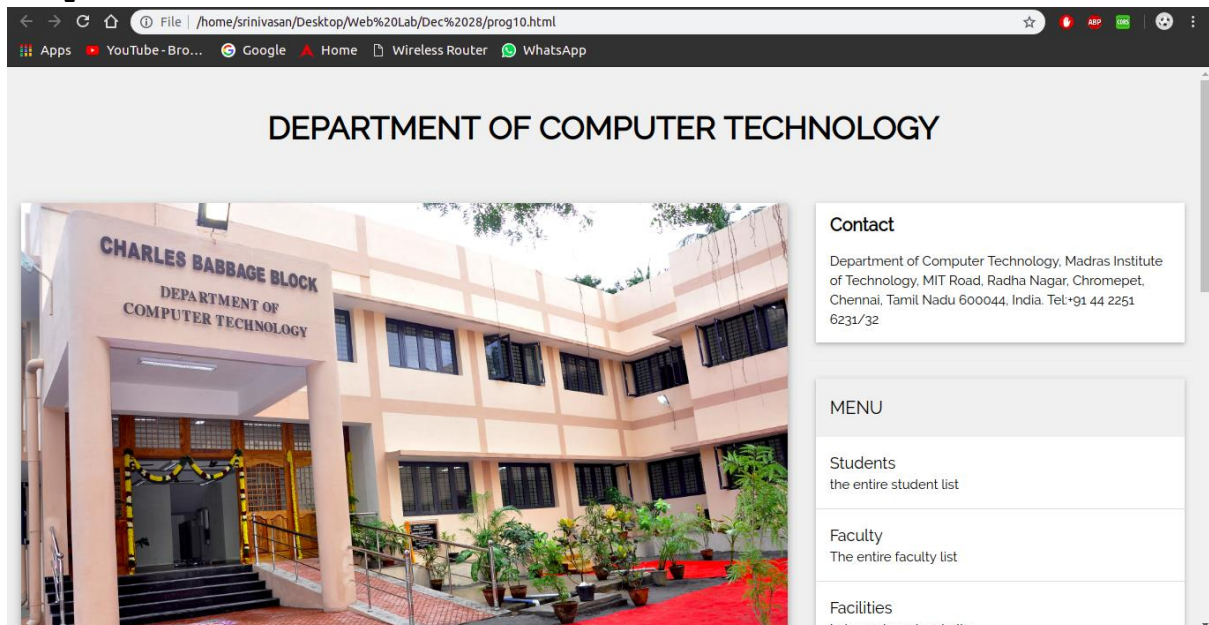 File | /home/srinivasan/Desktop/Web%20Lab/Dec%2028/prog10.html
ABP
CORS
Apps YouTube-Bro... Google Home Wireless Router WhatsApp
DEPARTMENT OF COMPUTER TECHNOLOGY
CHARLES BABBAGE BLOCK
DEPARTMENT OF
COMPUTER TECHNOLOGY
Contact
Department of Computer Technology, Madras Institute
of Technology, MIT Road, Radha Nagar, Chromepet,
Chennai, Tamil Nadu 600044, India. Tel:+91 44 2251
6231/32
MENU
Students
the entire student list
Faculty
The entire faculty list
Facilities